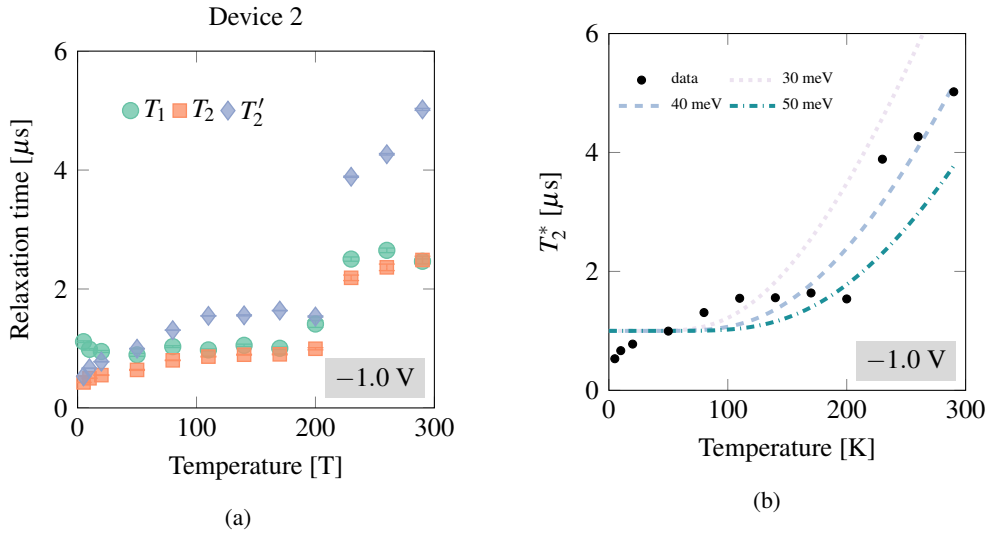 Device 2
Relaxation time [μs]
6
4
2
0
T₁ T₂ T₂′
−1.0 V
0 100 200 300
Temperature [T]
(a)
T₂* [μs]
6
4
2
0
data 30 meV
40 meV 50 meV
−1.0 V
0 100 200 300
Temperature [K]
(b)